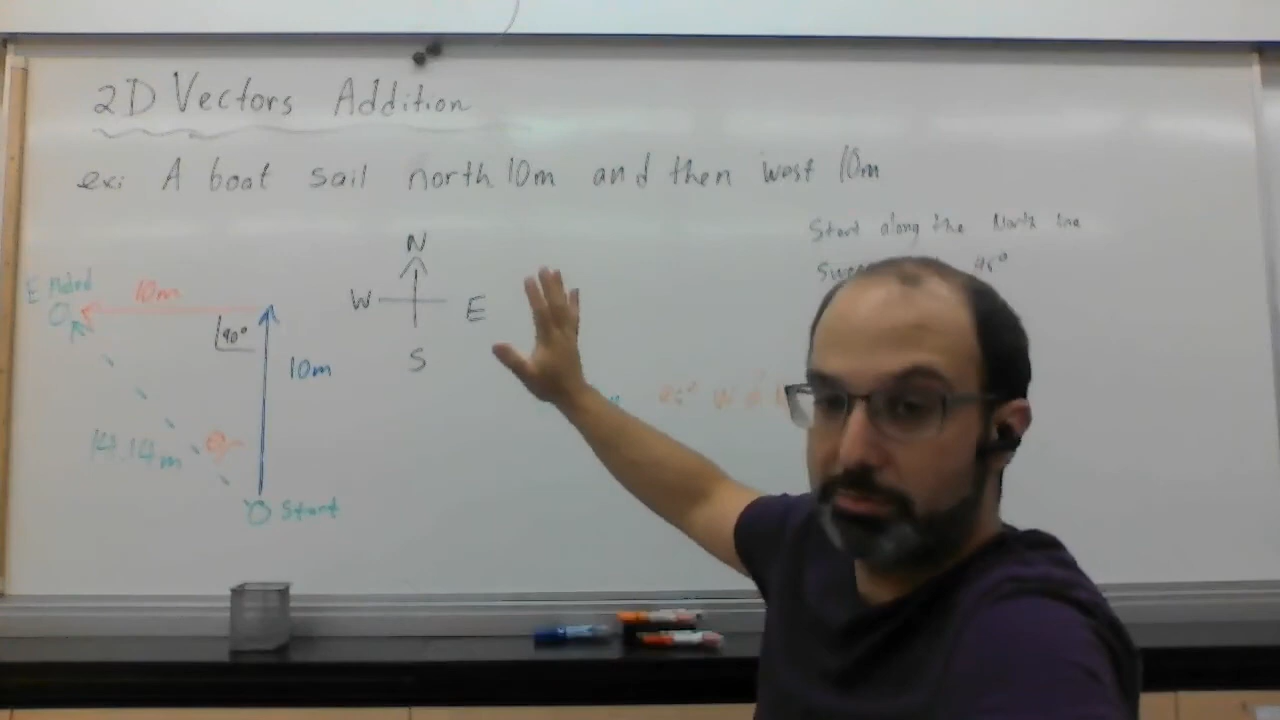 2D Vectors Addition
ex: A boat sail north 10m and then west 10m
Start along the North line
45°
N
W E
S
Ended
10m
90°
10m
14.14m
θ
Start
W